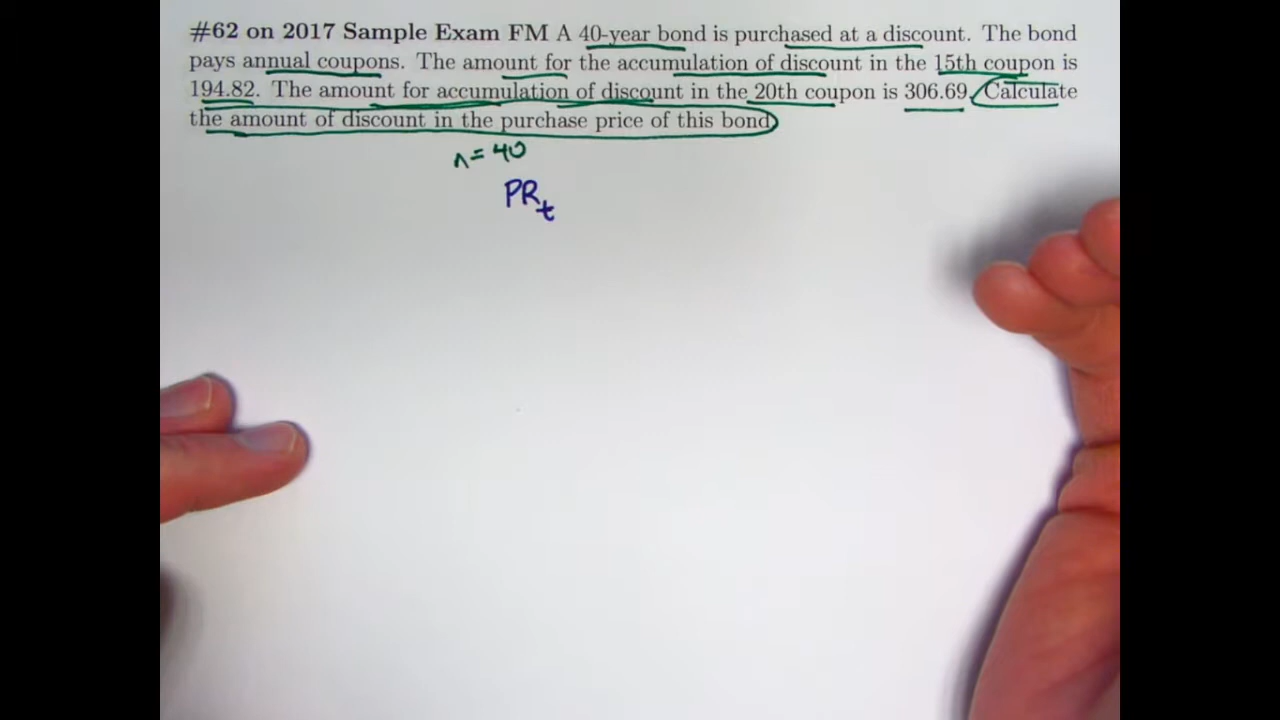 #62 on 2017 Sample Exam FM A 40-year bond is purchased at a discount. The bond
pays annual coupons. The amount for the accumulation of discount in the 15th coupon is
194.82. The amount for accumulation of discount in the 20th coupon is 306.69. Calculate
the amount of discount in the purchase price of this bond.
n = 40
PRt